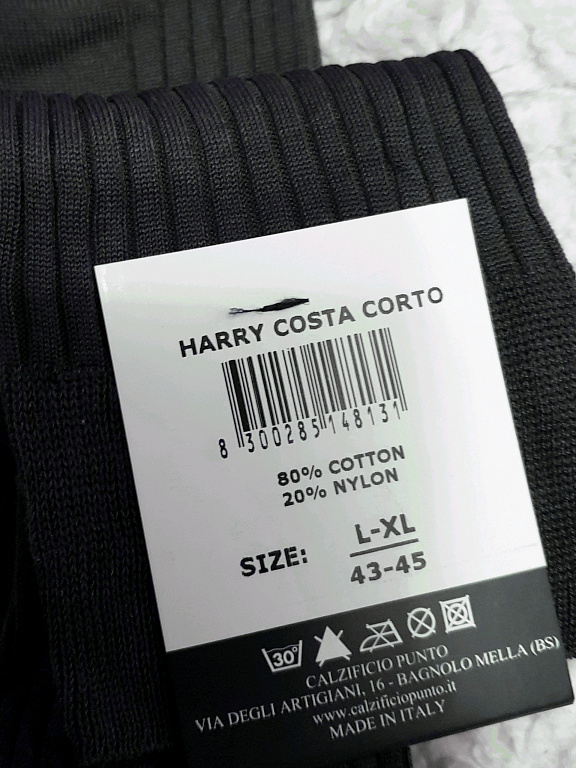 HARRY COSTA CORTO
8 300285 148131
80% COTTON
20% NYLON
SIZE: L-XL
43-45
30°
CALZIFICIO PUNTO
VIA DEGLI ARTIGIANI, 16 - BAGNOLO MELLA (BS)
www.calzificiopunto.it
MADE IN ITALY